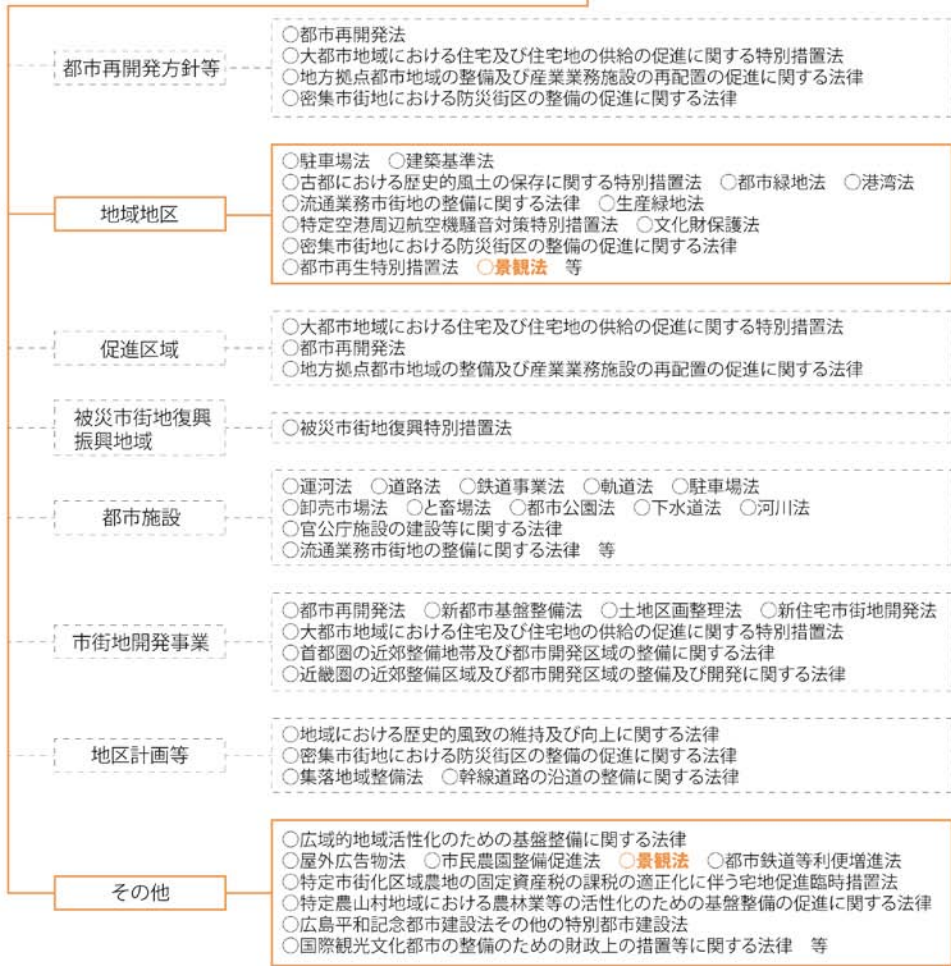 都市再開発方針等
○都市再開発法
○大都市地域における住宅及び住宅地の供給の促進に関する特別措置法
○地方拠点都市地域の整備及び産業業務施設の再配置の促進に関する法律
○密集市街地における防災街区の整備の促進に関する法律
地域地区
○駐車場法 ○建築基準法
○古都における歴史的風土の保存に関する特別措置法 ○都市緑地法 ○港湾法
○流通業務市街地の整備に関する法律 ○生産緑地法
○特定空港周辺航空機騒音対策特別措置法 ○文化財保護法
○密集市街地における防災街区の整備の促進に関する法律
○都市再生特別措置法 ○景観法 等
促進区域
○大都市地域における住宅及び住宅地の供給の促進に関する特別措置法
○都市再開発法
○地方拠点都市地域の整備及び産業業務施設の再配置の促進に関する法律
被災市街地復興
振興地域
○被災市街地復興特別措置法
都市施設
○運河法 ○道路法 ○鉄道事業法 ○軌道法 ○駐車場法
○卸売市場法 ○と畜場法 ○都市公園法 ○下水道法 ○河川法
○官公庁施設の建設等に関する法律
○流通業務市街地の整備に関する法律 等
市街地開発事業
○都市再開発法 ○新都市基盤整備法 ○土地区画整理法 ○新住宅市街地開発法
○大都市地域における住宅及び住宅地の供給の促進に関する特別措置法
○首都圏の近郊整備地帯及び都市開発区域の整備に関する法律
○近畿圏の近郊整備区域及び都市開発区域の整備及び開発に関する法律
地区計画等
○地域における歴史的風致の維持及び向上に関する法律
○密集市街地における防災街区の整備の促進に関する法律
○集落地域整備法 ○幹線道路の沿道の整備に関する法律
その他
○広域的地域活性化のための基盤整備に関する法律
○屋外広告物法 ○市民農園整備促進法 ○景観法 ○都市鉄道等利便増進法
○特定市街化区域農地の固定資産税の課税の適正化に伴う宅地促進臨時措置法
○特定農山村地域における農林業等の活性化のための基盤整備の促進に関する法律
○広島平和記念都市建設法その他の特別都市建設法
○国際観光文化都市の整備のための財政上の措置等に関する法律 等